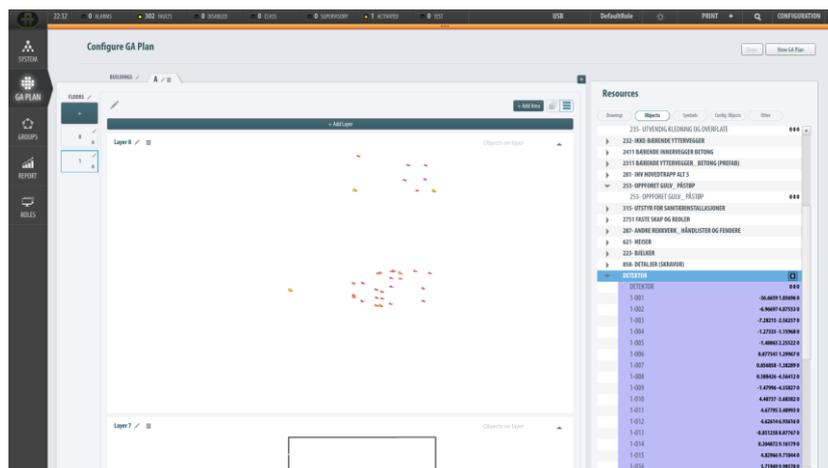 22:32 0 ALARMS 302 FAULTS 0 DISABLED 0 CLASS 0 SUPERVISORY 1 ACTIVATED 0 TEST USB DefaultRole PRINT CONFIGURATION
SYSTEM
GA PLAN
GROUPS
REPORT
ROLES
Configure GA Plan
View GA Plan
BUILDINGS A
FLOORS
+
0
1
+ Add Area
+ Add Layer
Layer 8 Objects on layer
Layer 7 Objects on layer
Resources
Drawings Objects Symbols Config. Objects Other
235- UTVENDIG KLEDNING OG OVERFLATE 000
232- IKKE-BÆRENDE YTTERVEGGER
2411 BÆRENDE INNERVEGGER BETONG
2311 BÆRENDE YTTERVEGGER_ BETONG (PREFAB)
281- INV HOVEDTRAPP ALT 5
253- OPPFORET GULV_ PÅSTØP
253- OPPFORET GULV_ PÅSTØP 000
315- UTSTYR FOR SANITÆRINSTALLASJONER
2751 FASTE SKAP OG REOLER
287- ANDRE REKKVERK_ HÅNDLISTER OG FENDERE
621- HEISER
223- BJELKER
858- DETALJER (SKRAVUR)
DETEKTOR
DETEKTOR 000
1-001
1-002
1-003
1-004
1-005
1-006
1-007
1-008
1-009
1-010
1-011
1-012
1-013
1-014
1-015
1-016